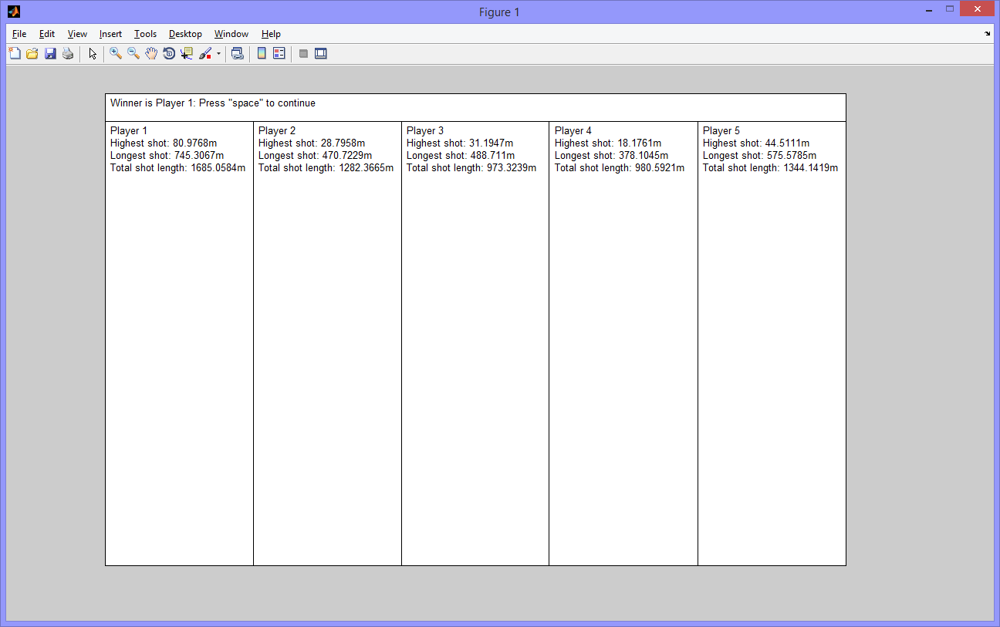 Figure 1
File Edit View Insert Tools Desktop Window Help
Winner is Player 1: Press "space" to continue
Player 1
Highest shot: 80.9768m
Longest shot: 745.3067m
Total shot length: 1685.0584m
Player 2
Highest shot: 28.7958m
Longest shot: 470.7229m
Total shot length: 1282.3665m
Player 3
Highest shot: 31.1947m
Longest shot: 488.711m
Total shot length: 973.3239m
Player 4
Highest shot: 18.1761m
Longest shot: 378.1045m
Total shot length: 980.5921m
Player 5
Highest shot: 44.5111m
Longest shot: 575.5785m
Total shot length: 1344.1419m